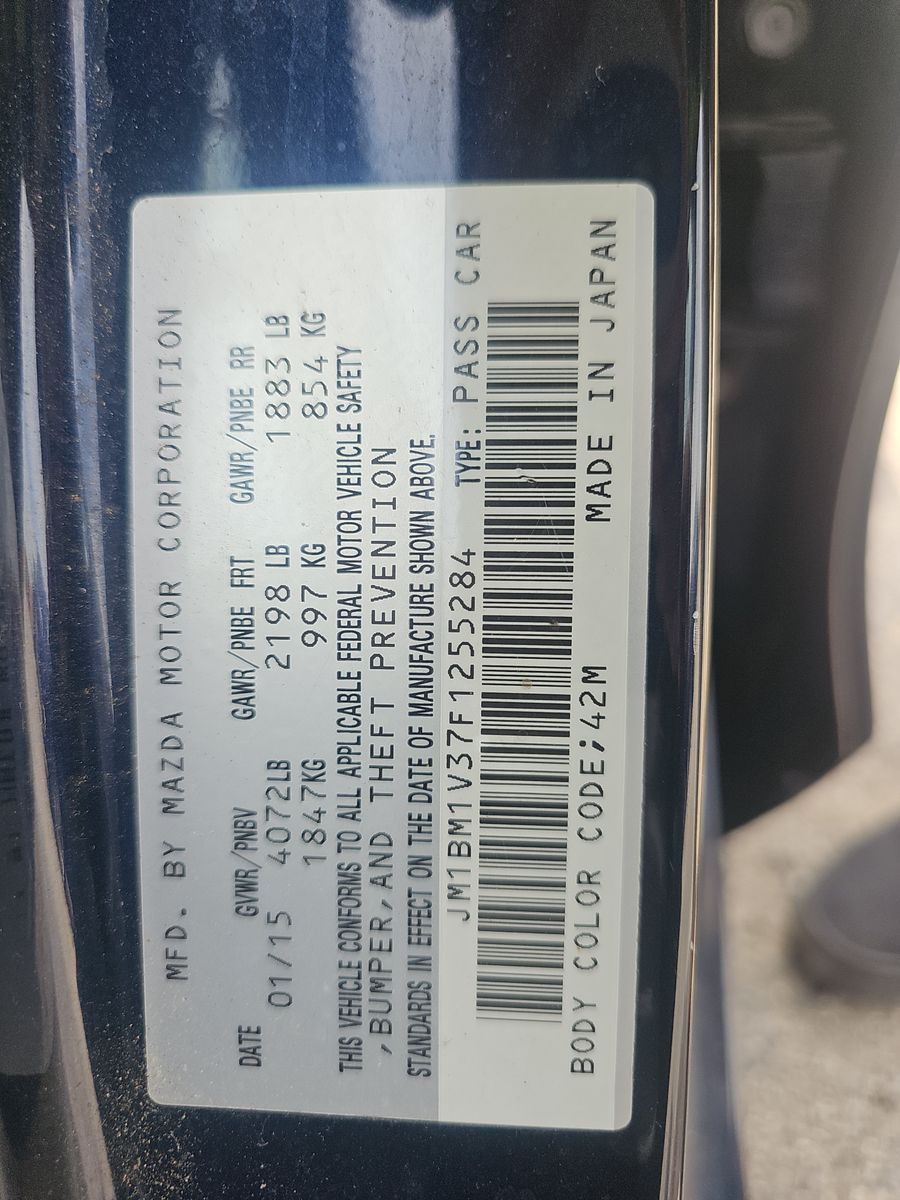 MFD. BY MAZDA MOTOR CORPORATION
DATE GVWR/PNBV GAWR/PNBE FRT GAWR/PNBE RR
01/15 4072LB 2198 LB 1883 LB
1847KG 997 KG 854 KG
THIS VEHICLE CONFORMS TO ALL APPLICABLE FEDERAL MOTOR VEHICLE SAFETY
,BUMPER,AND THEFT PREVENTION
STANDARDS IN EFFECT ON THE DATE OF MANUFACTURE SHOWN ABOVE.
JM1BM1V37F1255284 TYPE: PASS CAR
BODY COLOR CODE;42M MADE IN JAPAN